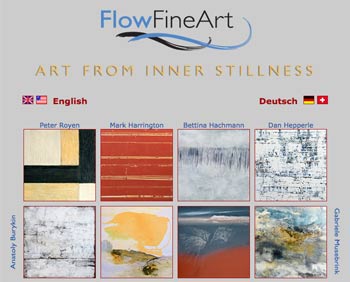 FlowFineArt
ART FROM INNER STILLNESS
English
Deutsch
Peter Royen
Mark Harrington
Bettina Hachmann
Dan Hepperle
Anatoly Burykin
Gabriele Musebrink